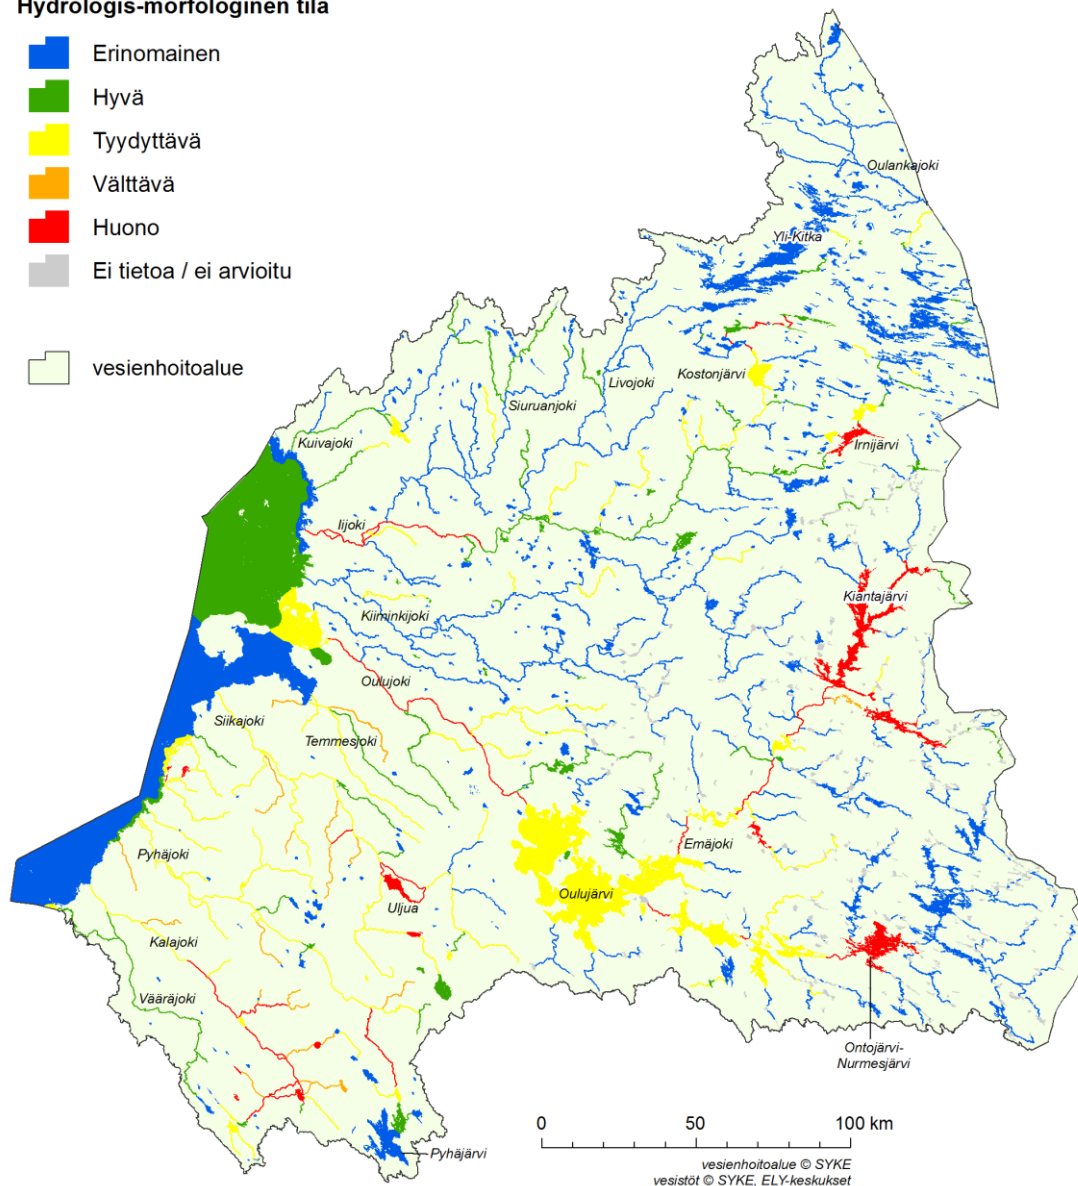 Hydrologis-morfologinen tila
Erinomainen
Hyvä
Tyydyttävä
Välttävä
Huono
Ei tietoa / ei arvioitu
vesienhoitoalue
Oulankajoki
Yli-Kitka
Kostonjärvi
Livojoki
Siuruanjoki
Kuivajoki
Irnijärvi
Iijoki
Kiantajärvi
Kiiminkijoki
Oulujoki
Siikajoki
Temmesjoki
Pyhäjoki
Emäjoki
Oulujärvi
Uljua
Kalajoki
Vääräjoki
Ontojärvi-
Nurmesjärvi
Pyhäjärvi
0 50 100 km
vesienhoitoalue © SYKE
vesistöt © SYKE, ELY-keskukset